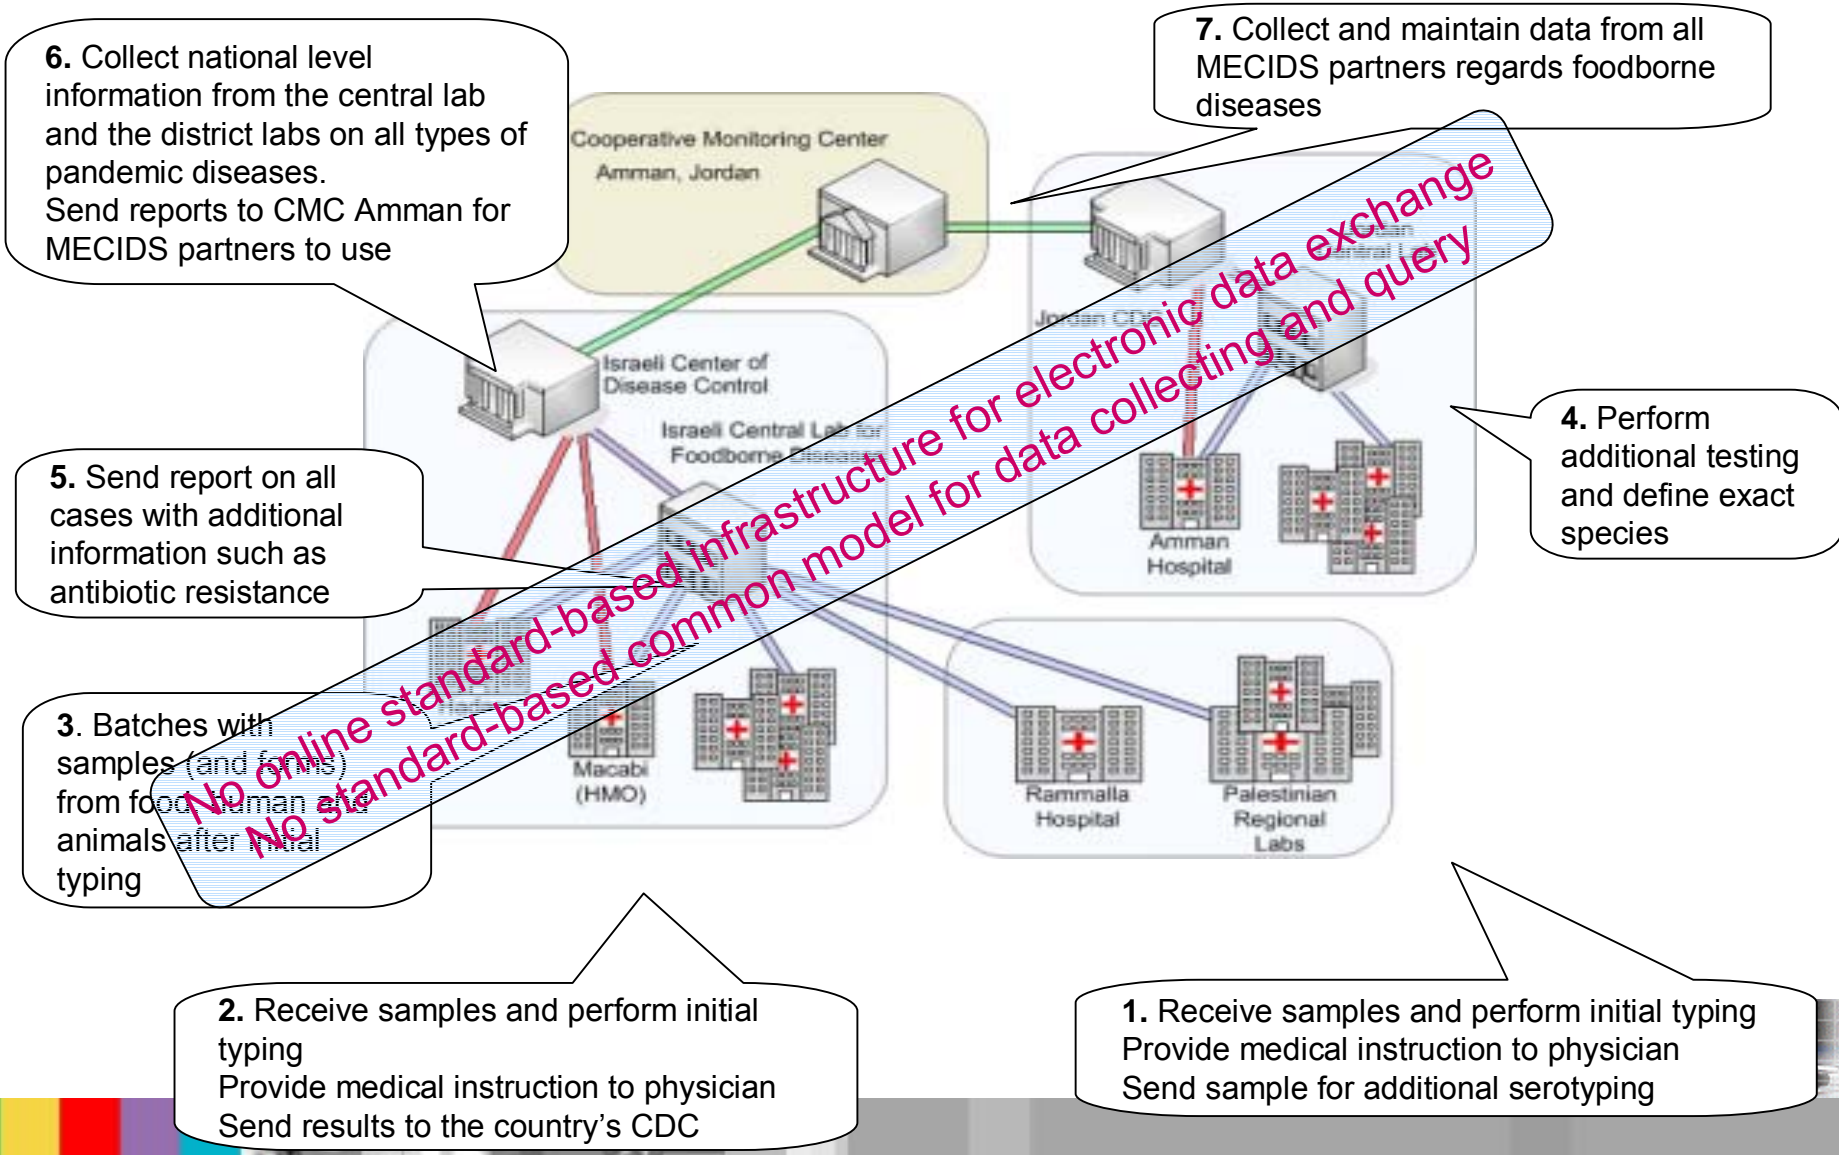 6. Collect national level
information from the central lab
and the district labs on all types of
pandemic diseases.
Send reports to CMC Amman for
MECIDS partners to use
7. Collect and maintain data from all
MECIDS partners regards foodborne
diseases
Cooperative Monitoring Center
Amman, Jordan
Jordan CDC
Israeli Center of
Disease Control
Israeli Central Lab for
Foodborne Diseases
No online standard-based infrastructure for electronic data exchange
No standard-based common model for data collecting and query
4. Perform
additional testing
and define exact
species
5. Send report on all
cases with additional
information such as
antibiotic resistance
Amman
Hospital
3. Batches with
samples (and forms)
from food, human and
animals after initial
typing
Macabi
(HMO)
Rammalla
Hospital
Palestinian
Regional
Labs
2. Receive samples and perform initial
typing
Provide medical instruction to physician
Send results to the country’s CDC
1. Receive samples and perform initial typing
Provide medical instruction to physician
Send sample for additional serotyping